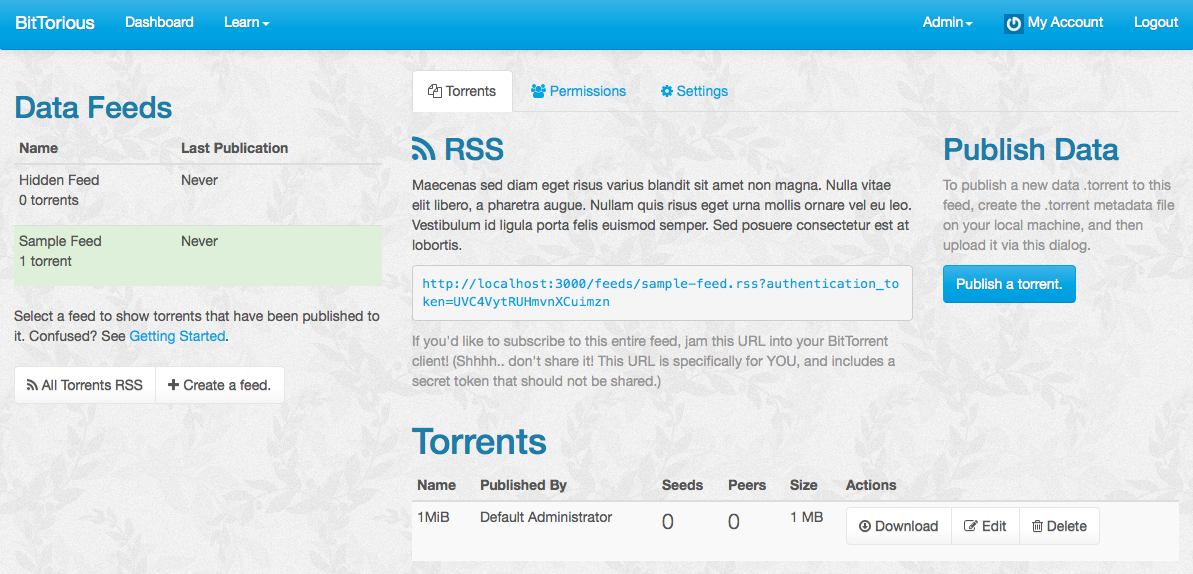 BitTorious Dashboard Learn Admin My Account Logout
Data Feeds
Name Last Publication
Hidden Feed Never
0 torrents
Sample Feed Never
1 torrent
Select a feed to show torrents that have been published to
it. Confused? See Getting Started.
All Torrents RSS Create a feed.
Torrents Permissions Settings
RSS
Maecenas sed diam eget risus varius blandit sit amet non magna. Nulla vitae
elit libero, a pharetra augue. Nullam quis risus eget urna mollis ornare vel eu leo.
Vestibulum id ligula porta felis euismod semper. Sed posuere consectetur est at
lobortis.
http://localhost:3000/feeds/sample-feed.rss?authentication_to
ken=UVC4VytRUHmvnXCuimzn
If you'd like to subscribe to this entire feed, jam this URL into your BitTorrent
client! (Shhhh.. don't share it! This URL is specifically for YOU, and includes a
secret token that should not be shared.)
Publish Data
To publish a new data .torrent to this
feed, create the .torrent metadata file
on your local machine, and then
upload it via this dialog.
Publish a torrent.
Torrents
Name Published By Seeds Peers Size Actions
1MiB Default Administrator 0 0 1 MB Download Edit Delete